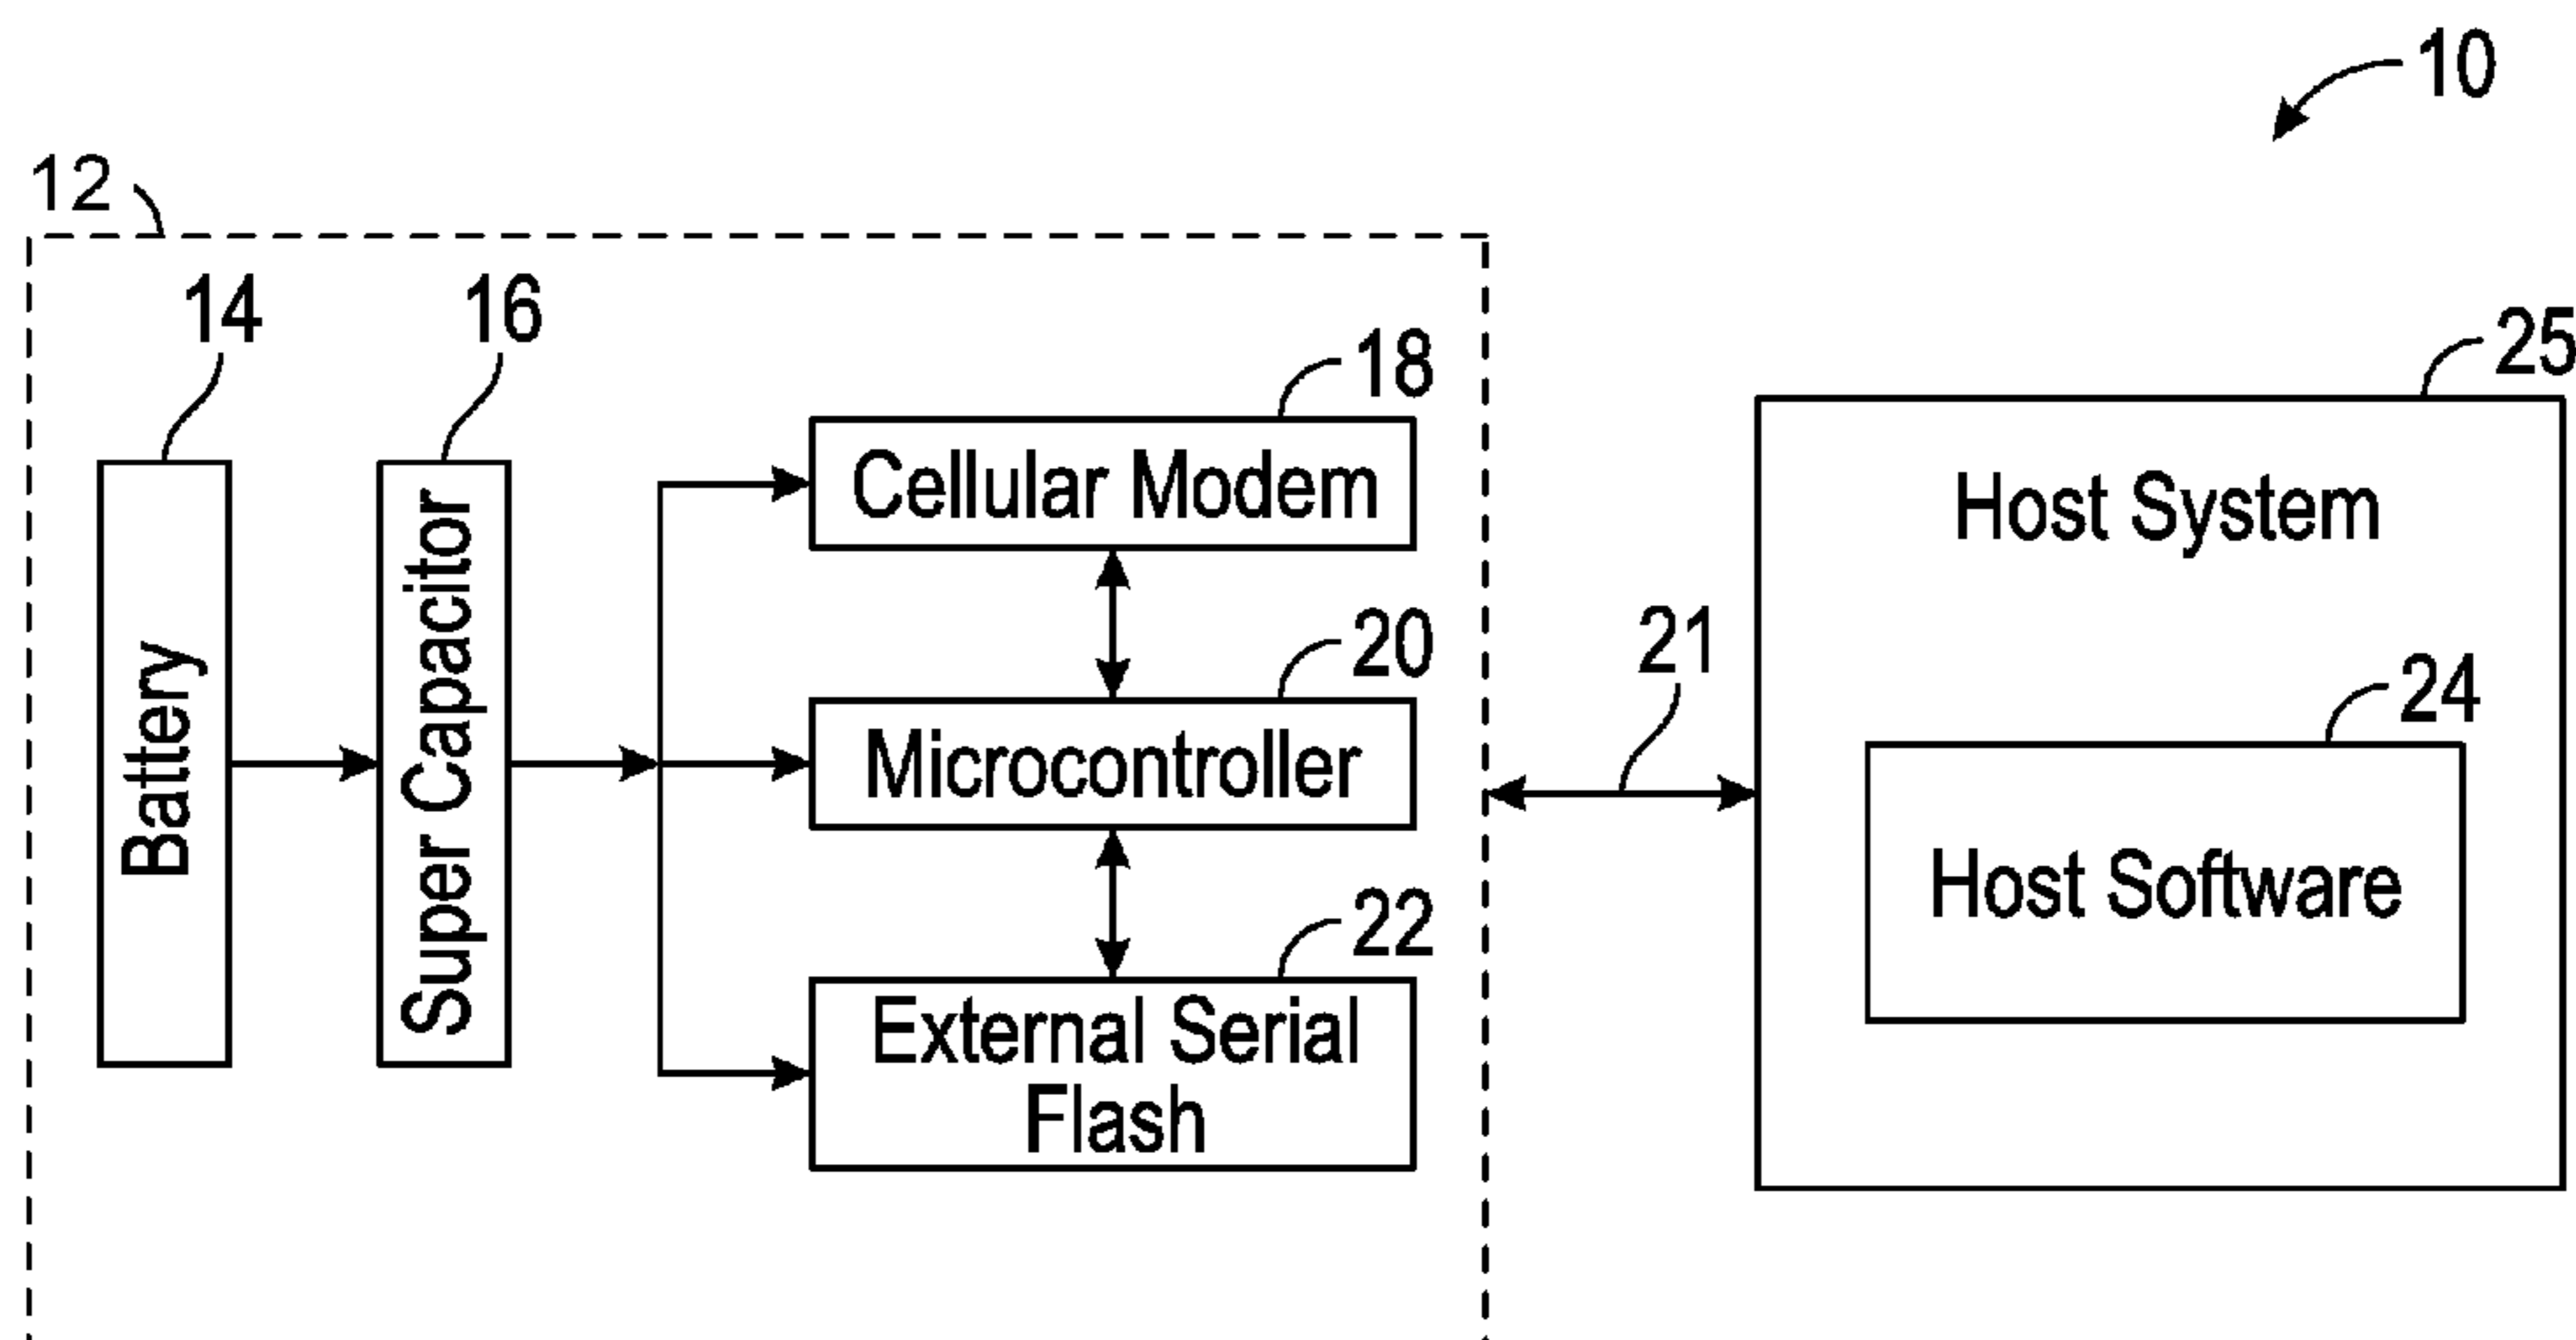 10
12
14
16
18
25
Cellular Modem
Host System
20
21
24
Battery
Super Capacitor
Microcontroller
Host Software
22
External Serial
Flash